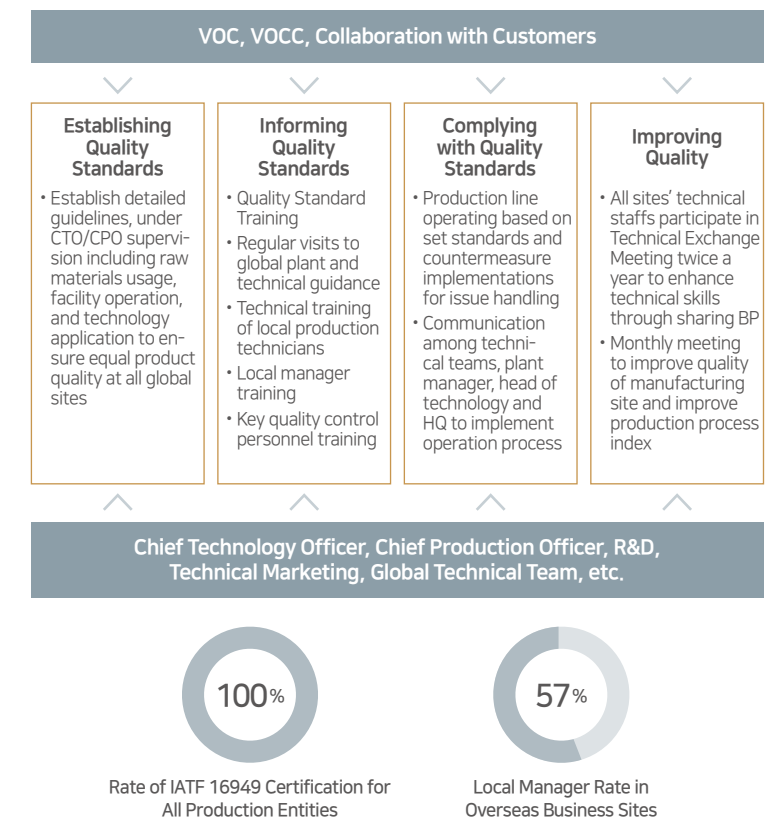 VOC, VOCC, Collaboration with Customers
Establishing
Quality
Standards
• Establish detailed
guidelines, under
CTO/CPO supervi-
sion including raw
materials usage,
facility operation,
and technology
application to en-
sure equal product
quality at all global
sites
Informing
Quality
Standards
• Quality Standard
Training
• Regular visits to
global plant and
technical guidance
• Technical training
of local production
technicians
• Local manager
training
• Key quality control
personnel training
Complying
with Quality
Standards
• Production line
operating based on
set standards and
countermeasure
implementations
for issue handling
• Communication
among techni-
cal teams, plant
manager, head of
technology and
HQ to implement
operation process
Improving
Quality
• All sites' technical
staffs participate in
Technical Exchange
Meeting twice a
year to enhance
technical skills
through sharing BP
• Monthly meeting
to improve quality
of manufacturing
site and improve
production process
index
Chief Technology Officer, Chief Production Officer, R&D,
Technical Marketing, Global Technical Team, etc.
100%
Rate of IATF 16949 Certification for
All Production Entities
57%
Local Manager Rate in
Overseas Business Sites